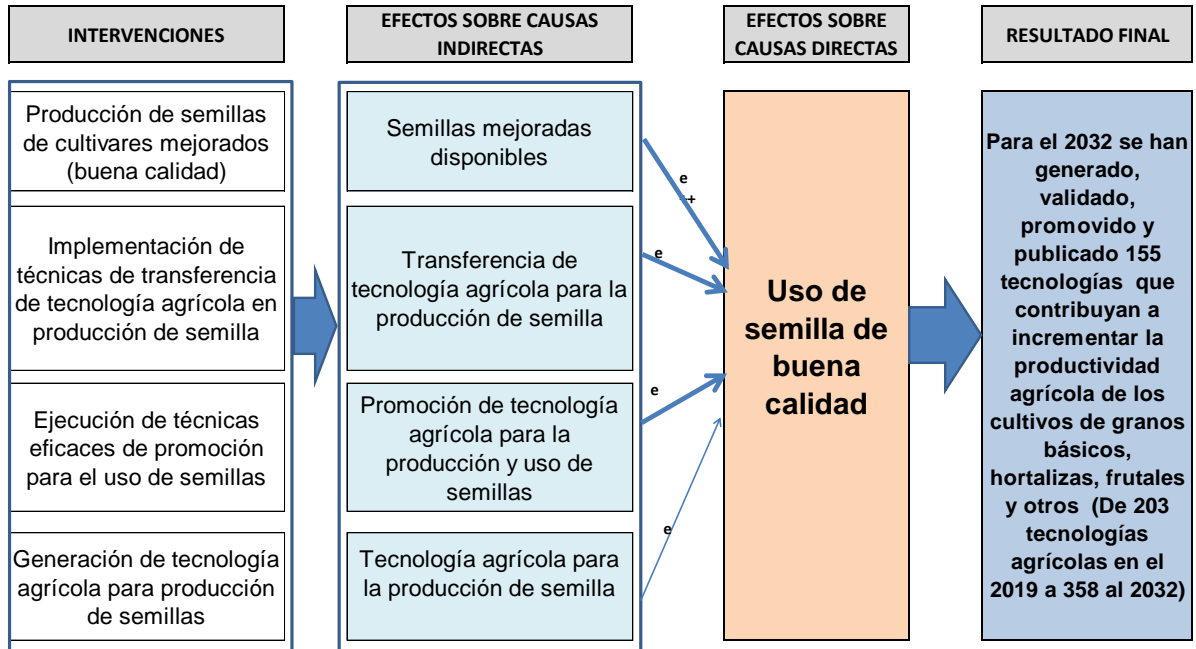 INTERVENCIONES
EFECTOS SOBRE CAUSAS
INDIRECTAS
EFECTOS SOBRE
CAUSAS DIRECTAS
RESULTADO FINAL
Producción de semillas
de cultivares mejorados
(buena calidad)
Implementación de
técnicas de transferencia
de tecnología agrícola en
producción de semilla
Ejecución de técnicas
eficaces de promoción
para el uso de semillas
Generación de tecnología
agrícola para producción
de semillas
Semillas mejoradas
disponibles
Transferencia de
tecnología agrícola para la
producción de semilla
Promoción de tecnología
agrícola para la
producción y uso de
semillas
Tecnología agrícola para
la producción de semilla
e
++
e
e
e
Uso de
semilla de
buena
calidad
Para el 2032 se han
generado,
validado,
promovido y
publicado 155
tecnologías que
contribuyan a
incrementar la
productividad
agrícola de los
cultivos de granos
básicos,
hortalizas, frutales
y otros (De 203
tecnologías
agrícolas en el
2019 a 358 al 2032)